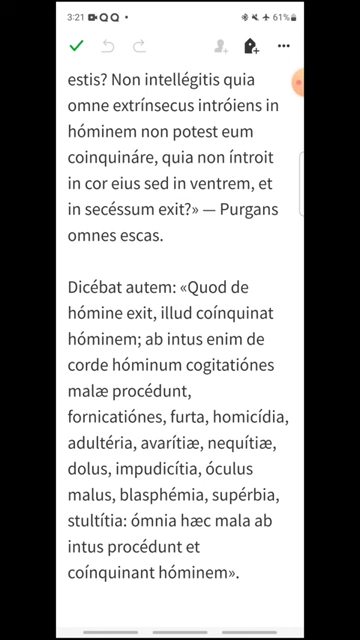 3:21 61%
estis? Non intellégitis quia
omne extrínsecus intróiens in
hóminem non potest eum
coinquináre, quia non íntroit
in cor eius sed in ventrem, et
in secéssum exit?» — Purgans
omnes escas.
Dicébat autem: «Quod de
hómine exit, illud coínquinat
hóminem; ab intus enim de
corde hóminum cogitatiónes
malæ procédunt,
fornicatiónes, furta, homicídia,
adultéria, avarítiæ, nequítiæ,
dolus, impudicítia, óculus
malus, blasphémia, supérbia,
stultítia: ómnia hæc mala ab
intus procédunt et
coínquinant hóminem».